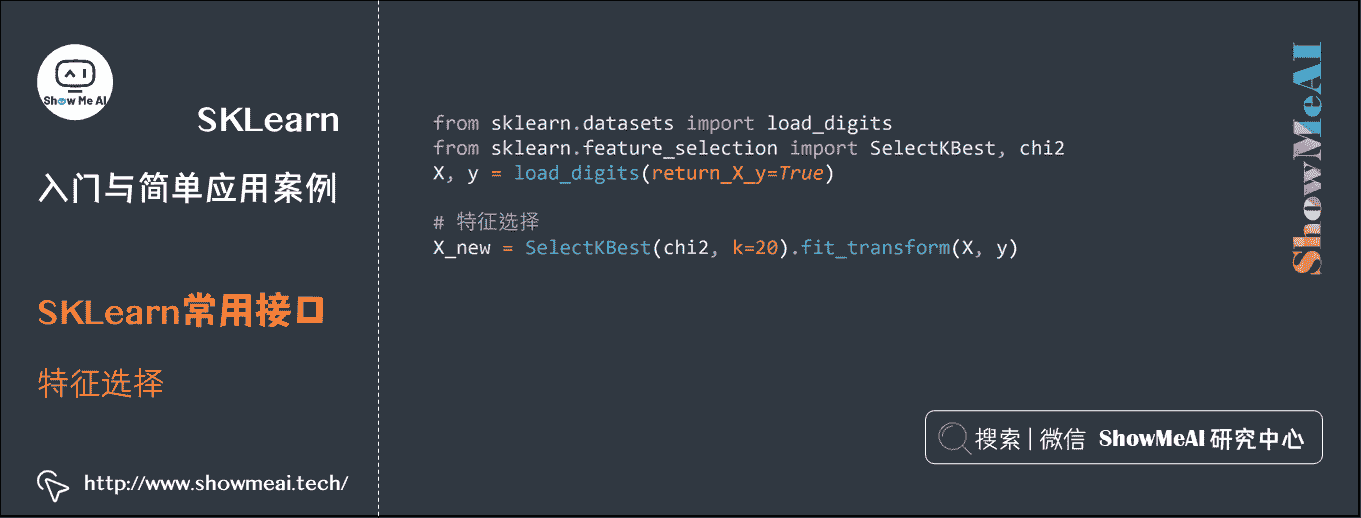 Show Me AI
SKLearn
入门与简单应用案例
SKLearn常用接口
特征选择
http://www.showmeai.tech/
from sklearn.datasets import load_digits
from sklearn.feature_selection import SelectKBest, chi2
X, y = load_digits(return_X_y=True)
# 特征选择
X_new = SelectKBest(chi2, k=20).fit_transform(X, y)
ShowMeAI
搜索 | 微信 ShowMeAI 研究中心